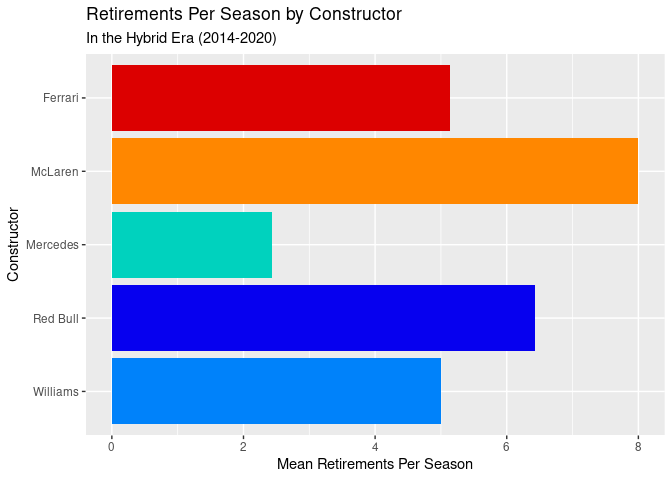 Retirements Per Season by Constructor
In the Hybrid Era (2014-2020)
Constructor
Ferrari
McLaren
Mercedes
Red Bull
Williams
0 2 4 6 8
Mean Retirements Per Season